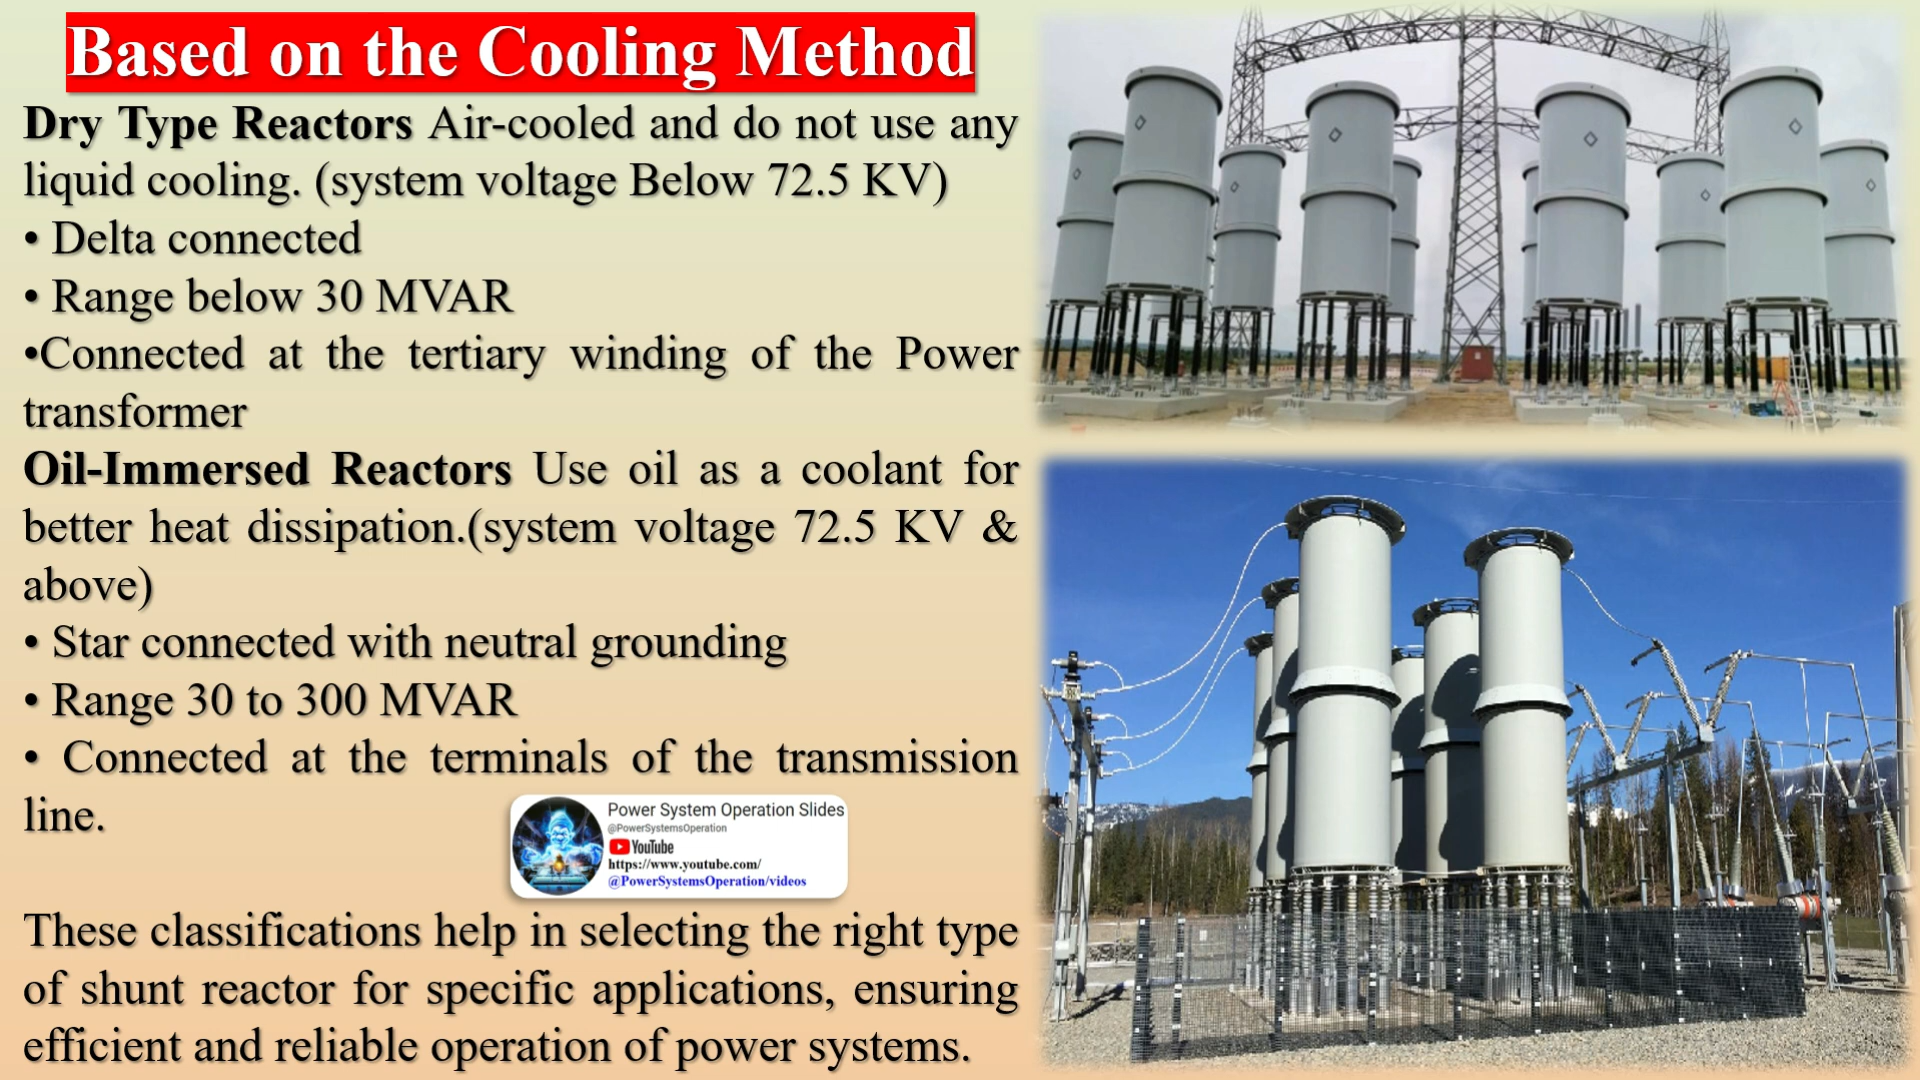 Based on the Cooling Method
Dry Type Reactors Air-cooled and do not use any
liquid cooling. (system voltage Below 72.5 KV)
• Delta connected
• Range below 30 MVAR
•Connected at the tertiary winding of the Power
transformer
Oil-Immersed Reactors Use oil as a coolant for
better heat dissipation.(system voltage 72.5 KV &
above)
• Star connected with neutral grounding
• Range 30 to 300 MVAR
• Connected at the terminals of the transmission
line.
Power System Operation Slides
@PowerSystemsOperation
YouTube
https://www.youtube.com/
@PowerSystemsOperation/videos
These classifications help in selecting the right type
of shunt reactor for specific applications, ensuring
efficient and reliable operation of power systems.